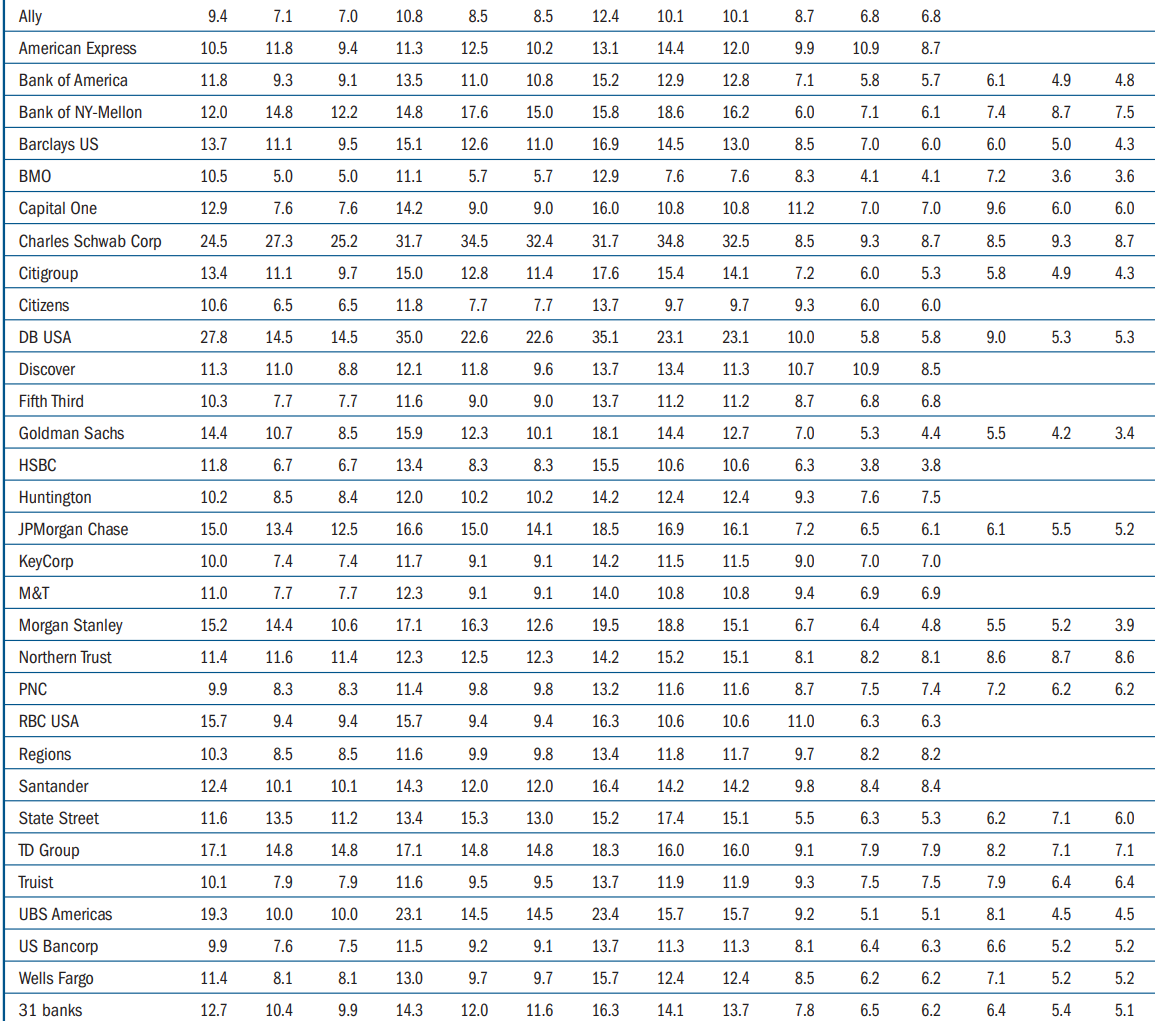 Ally 9.4 7.1 7.0 10.8 8.5 8.5 12.4 10.1 10.1 8.7 6.8 6.8
American Express 10.5 11.8 9.4 11.3 12.5 10.2 13.1 14.4 12.0 9.9 10.9 8.7
Bank of America 11.8 9.3 9.1 13.5 11.0 10.8 15.2 12.9 12.8 7.1 5.8 5.7 6.1 4.9 4.8
Bank of NY-Mellon 12.0 14.8 12.2 14.8 17.6 15.0 15.8 18.6 16.2 6.0 7.1 6.1 7.4 8.7 7.5
Barclays US 13.7 11.1 9.5 15.1 12.6 11.0 16.9 14.5 13.0 8.5 7.0 6.0 6.0 5.0 4.3
BMO 10.5 5.0 5.0 11.1 5.7 5.7 12.9 7.6 7.6 8.3 4.1 4.1 7.2 3.6 3.6
Capital One 12.9 7.6 7.6 14.2 9.0 9.0 16.0 10.8 10.8 11.2 7.0 7.0 9.6 6.0 6.0
Charles Schwab Corp 24.5 27.3 25.2 31.7 34.5 32.4 31.7 34.8 32.5 8.5 9.3 8.7 8.5 9.3 8.7
Citigroup 13.4 11.1 9.7 15.0 12.8 11.4 17.6 15.4 14.1 7.2 6.0 5.3 5.8 4.9 4.3
Citizens 10.6 6.5 6.5 11.8 7.7 7.7 13.7 9.7 9.7 9.3 6.0 6.0
DB USA 27.8 14.5 14.5 35.0 22.6 22.6 35.1 23.1 23.1 10.0 5.8 5.8 9.0 5.3 5.3
Discover 11.3 11.0 8.8 12.1 11.8 9.6 13.7 13.4 11.3 10.7 10.9 8.5
Fifth Third 10.3 7.7 7.7 11.6 9.0 9.0 13.7 11.2 11.2 8.7 6.8 6.8
Goldman Sachs 14.4 10.7 8.5 15.9 12.3 10.1 18.1 14.4 12.7 7.0 5.3 4.4 5.5 4.2 3.4
HSBC 11.8 6.7 6.7 13.4 8.3 8.3 15.5 10.6 10.6 6.3 3.8 3.8
Huntington 10.2 8.5 8.4 12.0 10.2 10.2 14.2 12.4 12.4 9.3 7.6 7.5
JPMorgan Chase 15.0 13.4 12.5 16.6 15.0 14.1 18.5 16.9 16.1 7.2 6.5 6.1 6.1 5.5 5.2
KeyCorp 10.0 7.4 7.4 11.7 9.1 9.1 14.2 11.5 11.5 9.0 7.0 7.0
M&T 11.0 7.7 7.7 12.3 9.1 9.1 14.0 10.8 10.8 9.4 6.9 6.9
Morgan Stanley 15.2 14.4 10.6 17.1 16.3 12.6 19.5 18.8 15.1 6.7 6.4 4.8 5.5 5.2 3.9
Northern Trust 11.4 11.6 11.4 12.3 12.5 12.3 14.2 15.2 15.1 8.1 8.2 8.1 8.6 8.7 8.6
PNC 9.9 8.3 8.3 11.4 9.8 9.8 13.2 11.6 11.6 8.7 7.5 7.4 7.2 6.2 6.2
RBC USA 15.7 9.4 9.4 15.7 9.4 9.4 16.3 10.6 10.6 11.0 6.3 6.3
Regions 10.3 8.5 8.5 11.6 9.9 9.8 13.4 11.8 11.7 9.7 8.2 8.2
Santander 12.4 10.1 10.1 14.3 12.0 12.0 16.4 14.2 14.2 9.8 8.4 8.4
State Street 11.6 13.5 11.2 13.4 15.3 13.0 15.2 17.4 15.1 5.5 6.3 5.3 6.2 7.1 6.0
TD Group 17.1 14.8 14.8 17.1 14.8 14.8 18.3 16.0 16.0 9.1 7.9 7.9 8.2 7.1 7.1
Truist 10.1 7.9 7.9 11.6 9.5 9.5 13.7 11.9 11.9 9.3 7.5 7.5 7.9 6.4 6.4
UBS Americas 19.3 10.0 10.0 23.1 14.5 14.5 23.4 15.7 15.7 9.2 5.1 5.1 8.1 4.5 4.5
US Bancorp 9.9 7.6 7.5 11.5 9.2 9.1 13.7 11.3 11.3 8.1 6.4 6.3 6.6 5.2 5.2
Wells Fargo 11.4 8.1 8.1 13.0 9.7 9.7 15.7 12.4 12.4 8.5 6.2 6.2 7.1 5.2 5.2
31 banks 12.7 10.4 9.9 14.3 12.0 11.6 16.3 14.1 13.7 7.8 6.5 6.2 6.4 5.4 5.1